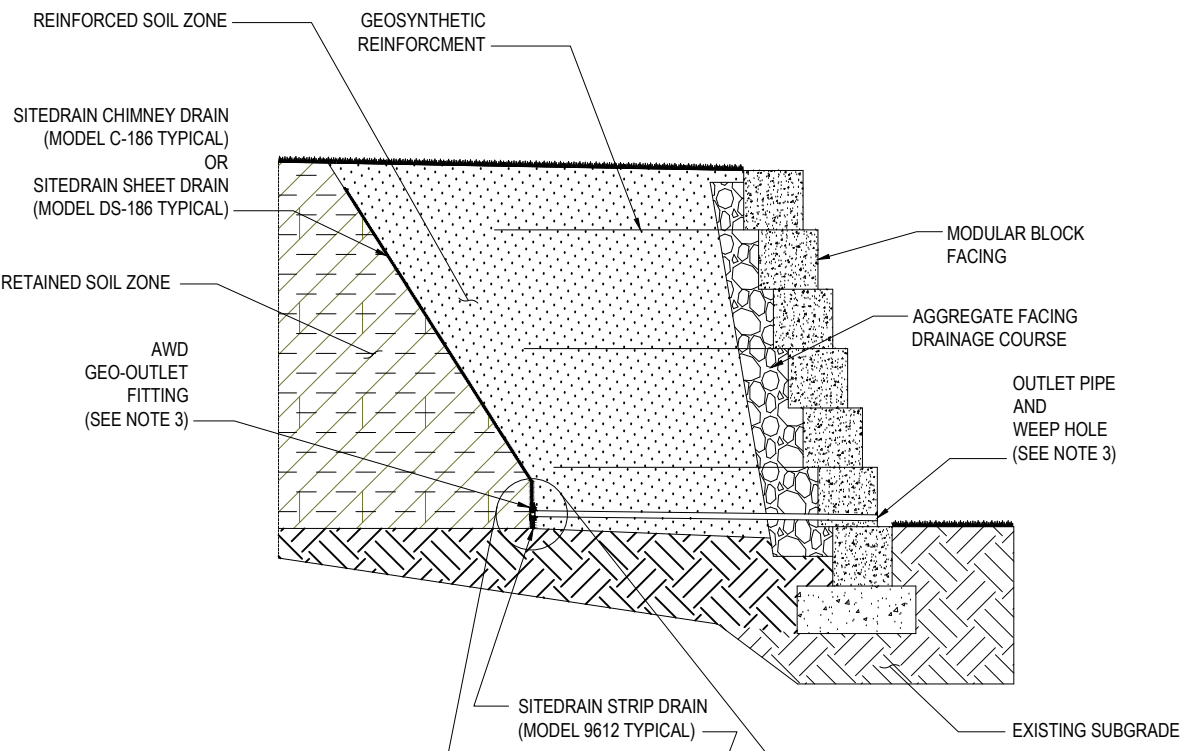 REINFORCED SOIL ZONE
GEOSYNTHETIC
REINFORCMENT
SITEDRAIN CHIMNEY DRAIN
(MODEL C-186 TYPICAL)
OR
SITEDRAIN SHEET DRAIN
(MODEL DS-186 TYPICAL)
MODULAR BLOCK
FACING
RETAINED SOIL ZONE
AGGREGATE FACING
DRAINAGE COURSE
AWD
GEO-OUTLET
FITTING
(SEE NOTE 3)
OUTLET PIPE
AND
WEEP HOLE
(SEE NOTE 3)
SITEDRAIN STRIP DRAIN
(MODEL 9612 TYPICAL)
EXISTING SUBGRADE